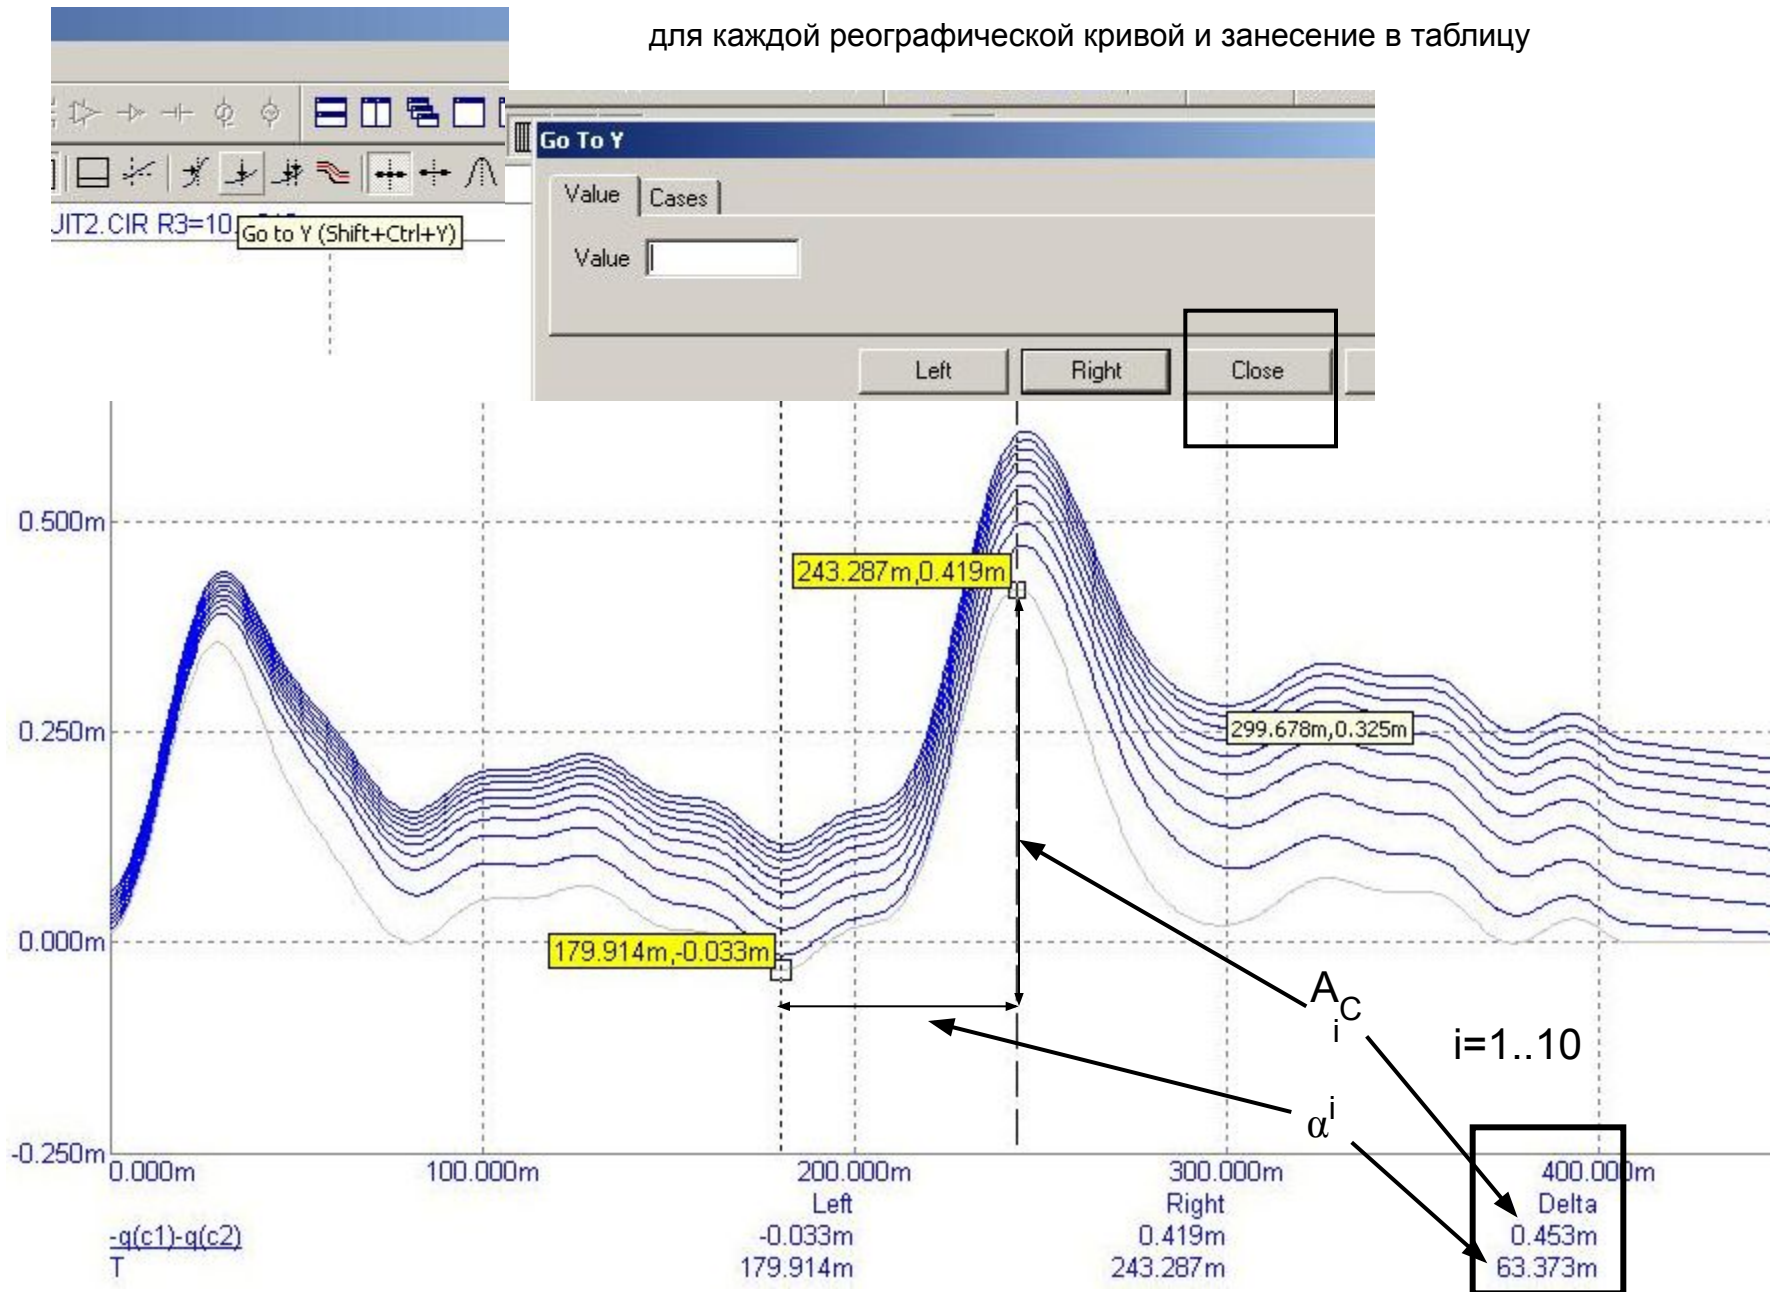 для каждой реографической кривой и занесение в таблицу
Go To Y
Value Cases
JIT2.CIR R3=10.
Go to Y (Shift+Ctrl+Y)
Value
Left Right Close
0.500m
243.287m,0.419m
0.250m
299.678m,0.325m
0.000m
179.914m,-0.033m
A
C
i
i=1..10
αi
-0.250m
0.000m 100.000m 200.000m 300.000m 400.000m
Left Right Delta
-q(c1)-q(c2) -0.033m 0.419m 0.453m
T 179.914m 243.287m 63.373m